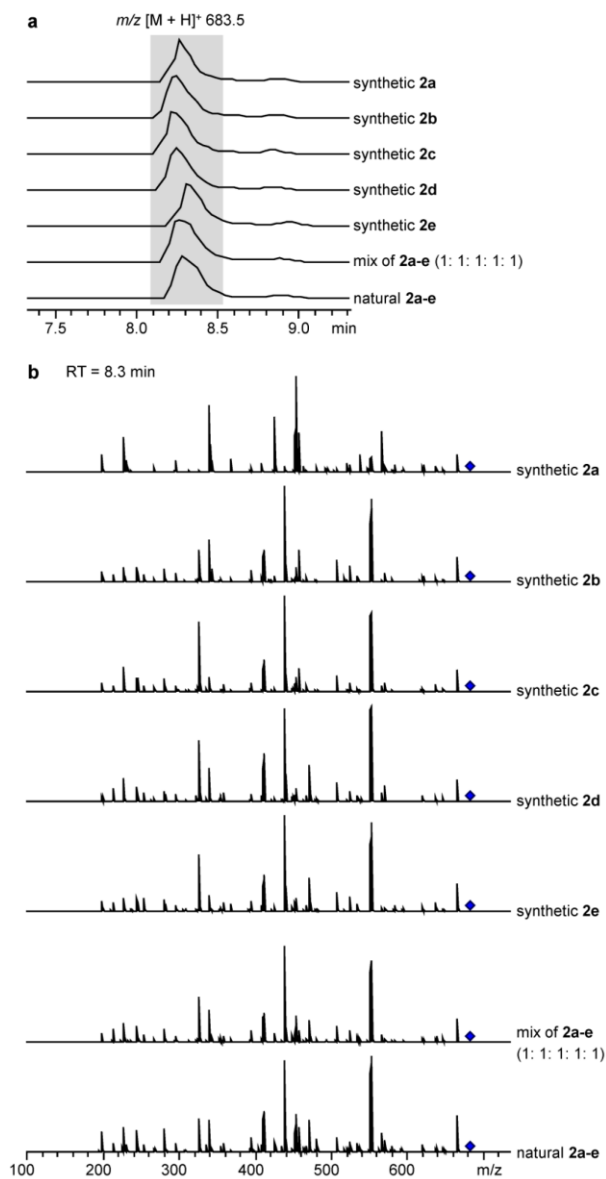 a
m/z [M + H]+ 683.5
synthetic 2a
synthetic 2b
synthetic 2c
synthetic 2d
synthetic 2e
mix of 2a-e (1: 1: 1: 1: 1)
natural 2a-e
7.5 8.0 8.5 9.0 min
b RT = 8.3 min
synthetic 2a
synthetic 2b
synthetic 2c
synthetic 2d
synthetic 2e
mix of 2a-e
(1: 1: 1: 1: 1)
natural 2a-e
100 200 300 400 500 600 m/z